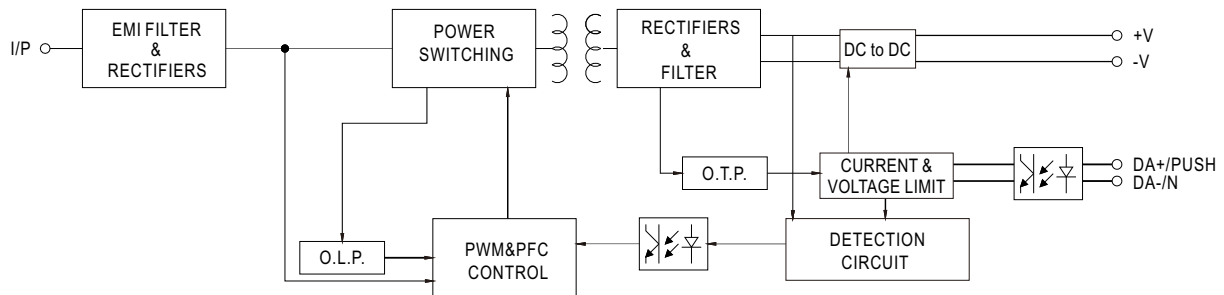 I/P
EMI FILTER
&
RECTIFIERS
POWER
SWITCHING
RECTIFIERS
&
FILTER
DC to DC
+V
-V
O.T.P.
CURRENT &
VOLTAGE LIMIT
DA+/PUSH
DA-/N
O.L.P.
PWM&PFC
CONTROL
DETECTION
CIRCUIT